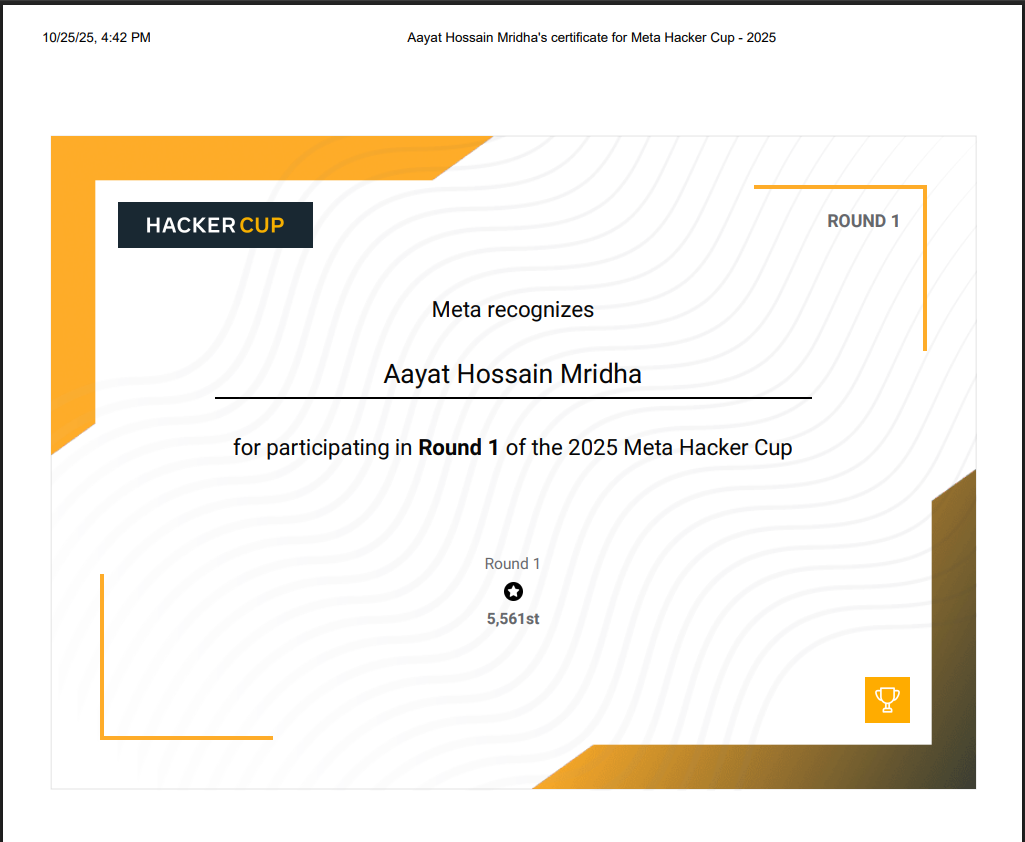 10/25/25, 4:42 PM
Aayat Hossain Mridha's certificate for Meta Hacker Cup - 2025
HACKER CUP
ROUND 1
Meta recognizes
Aayat Hossain Mridha
for participating in Round 1 of the 2025 Meta Hacker Cup
Round 1
5,561st